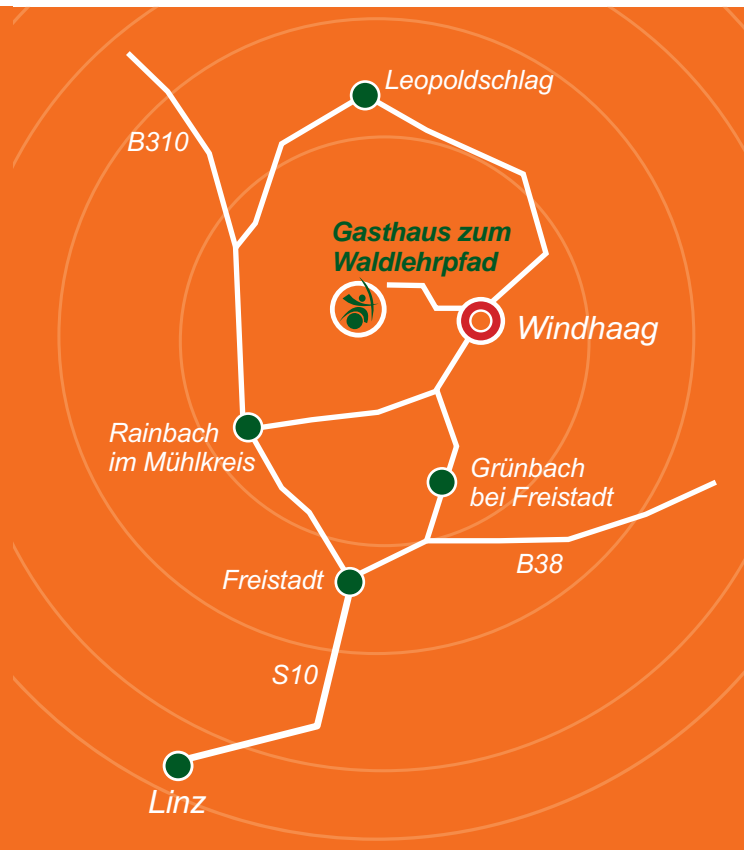 Leopoldschlag
B310
Gasthaus zum
Waldlehrpfad
Windhaag
Rainbach
im Mühlkreis
Grünbach
bei Freistadt
B38
Freistadt
S10
Linz